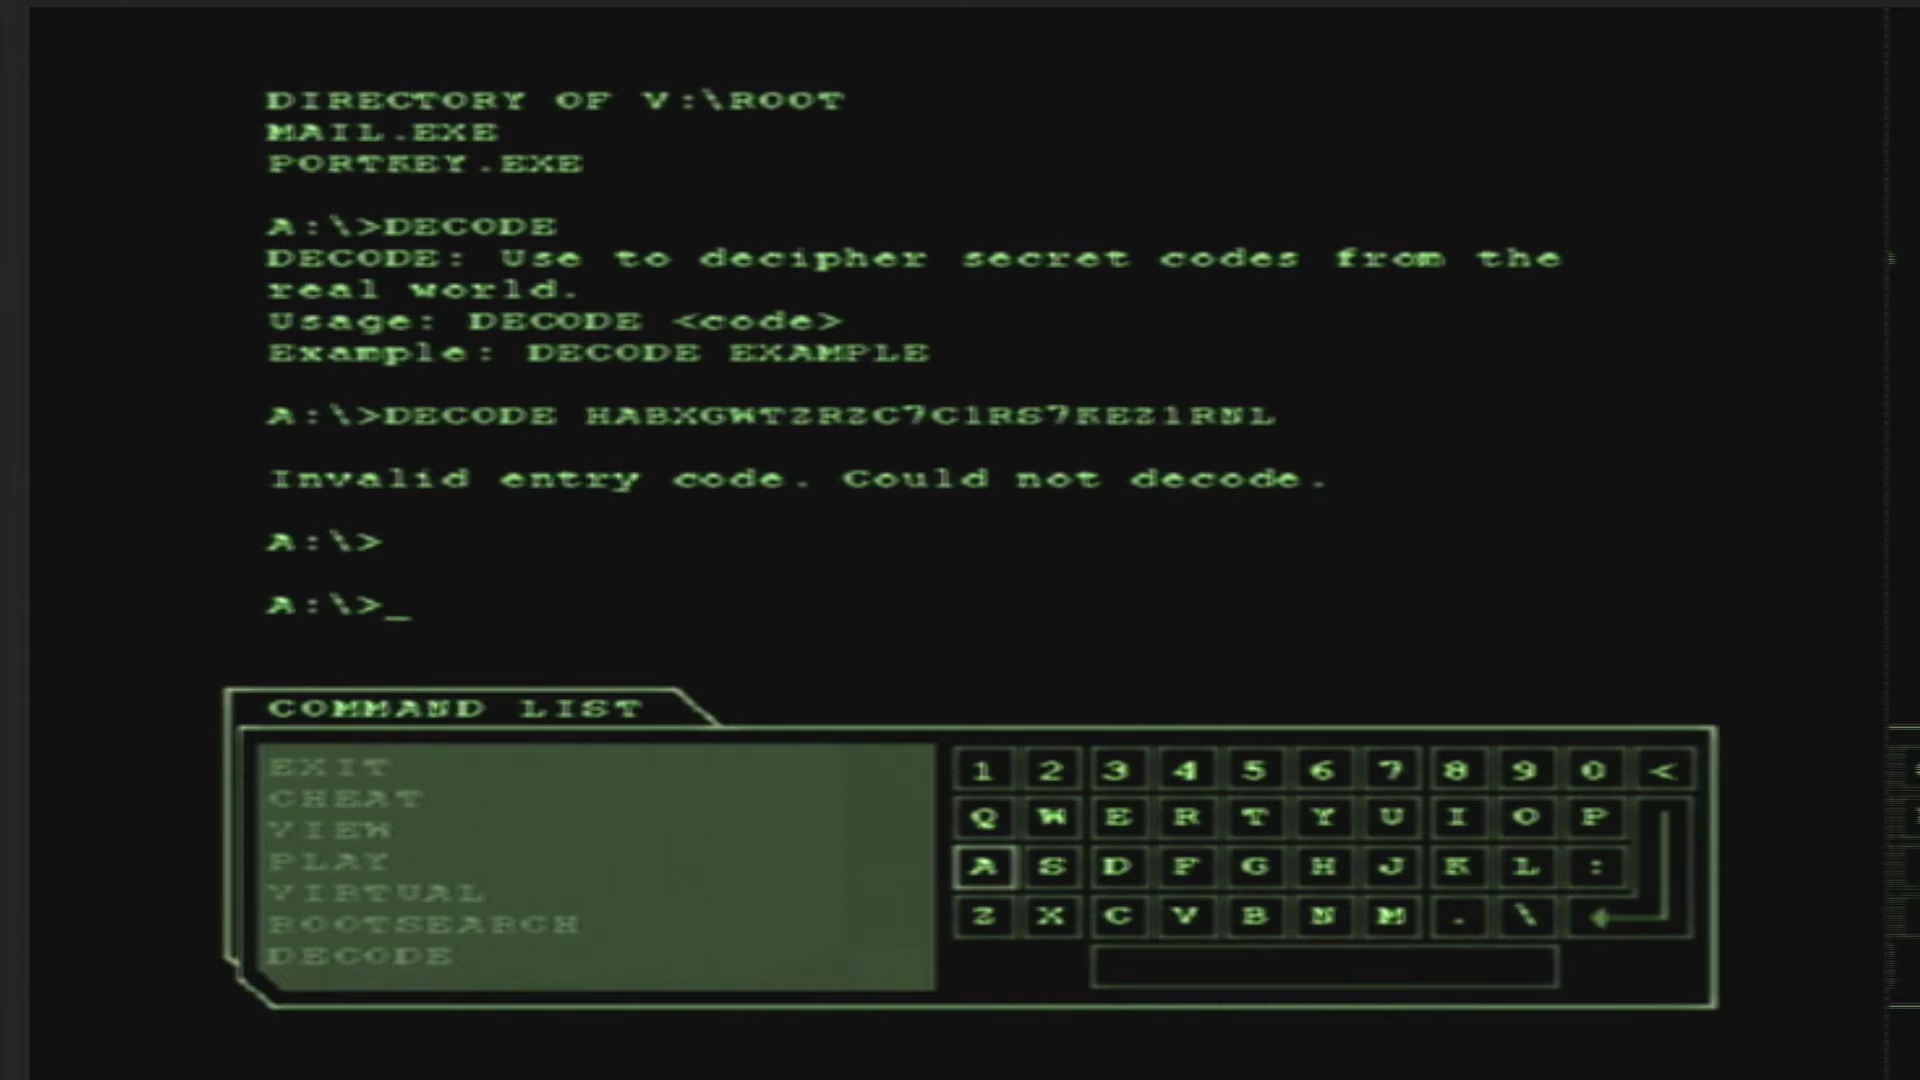 DIRECTORY OF V:\ROOT
MAIL.EXE
PORTKEY.EXE
A:\>DECODE
DECODE: Use to decipher secret codes from the
real world.
Usage: DECODE <code>
Example: DECODE EXAMPLE
A:\>DECODE HABXGWTZRZC7C1RS7KEZ1RNL
Invalid entry code. Could not decode.
A:\>
A:\>_
COMMAND LIST
EXIT
CHEAT
VIEW
PLAY
VIRTUAL
ROOTSEARCH
DECODE
1 2 3 4 5 6 7 8 9 0 <
Q W E R T Y U I O P
A S D F G H J K L :
Z X C V B N M . \